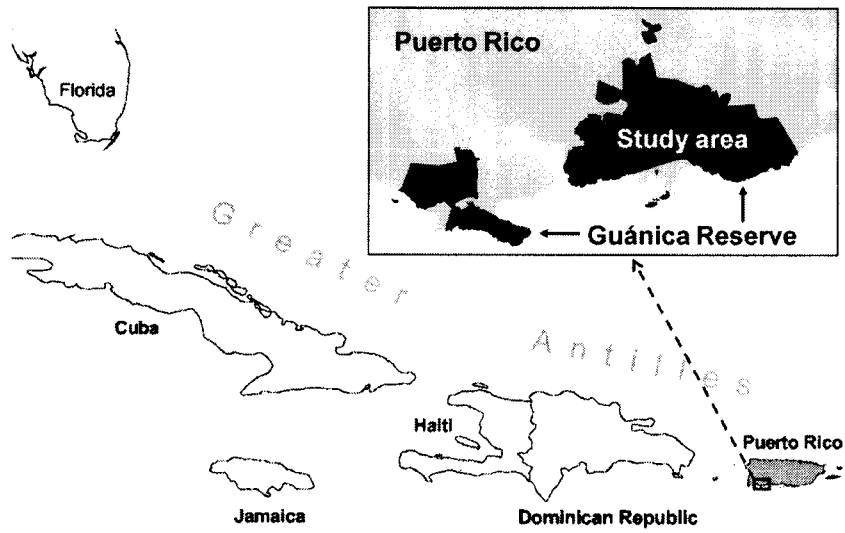 Puerto Rico
Florida
Study area
Guánica Reserve
Greater
Antilles
Cuba
Haiti
Puerto Rico
Jamaica
Dominican Republic